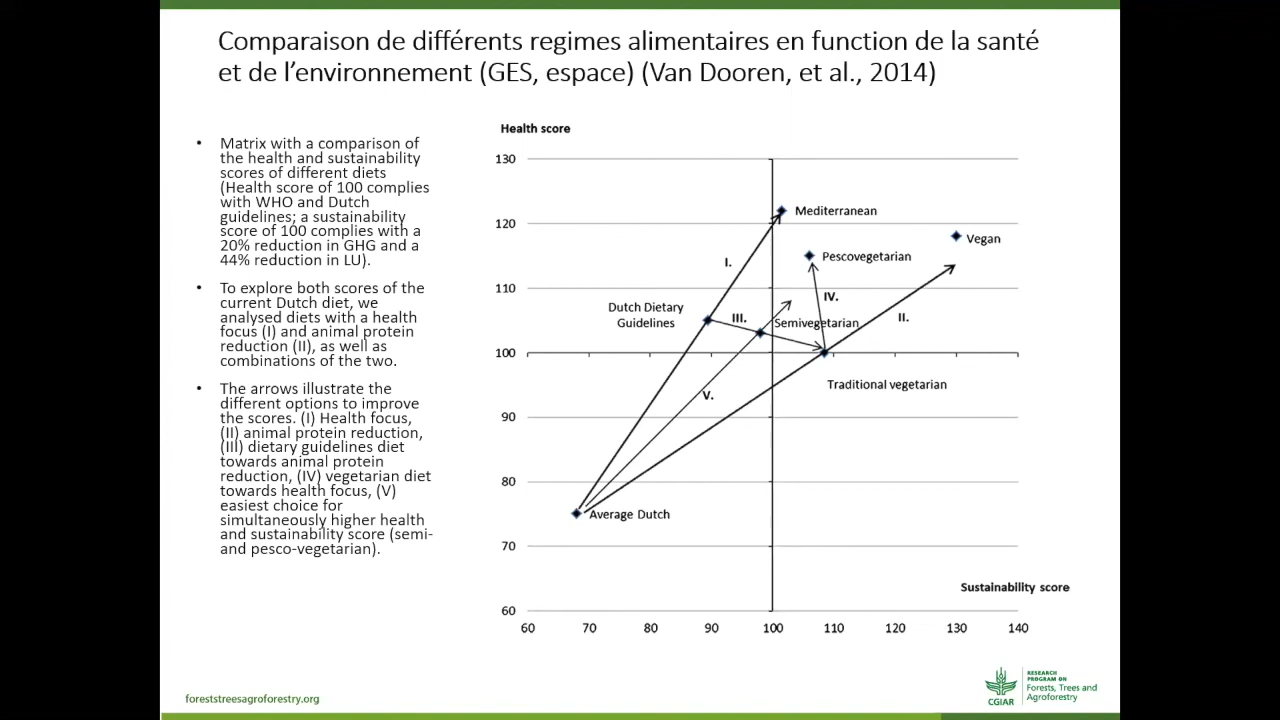 Comparaison de différents regimes alimentaires en function de la santé
et de l'environnement (GES, espace) (Van Dooren, et al., 2014)
• Matrix with a comparison of
the health and sustainability
scores of different diets
(Health score of 100 complies
with WHO and Dutch
guidelines; a sustainability
score of 100 complies with a
20% reduction in GHG and a
44% reduction in LU).
• To explore both scores of the
current Dutch diet, we
analysed diets with a health
focus (I) and animal protein
reduction (II), as well as
combinations of the two.
• The arrows illustrate the
different options to improve
the scores. (I) Health focus,
(II) animal protein reduction,
(III) dietary guidelines diet
towards animal protein
reduction, (IV) vegetarian diet
towards health focus, (V)
easiest choice for
simultaneously higher health
and sustainability score (semi-
and pesco-vegetarian).
Health score
130
120
110
100
90
80
70
60
Mediterranean
Vegan
Pescovegetarian
I.
IV.
Dutch Dietary
Guidelines
III.
Semivegetarian
II.
Traditional vegetarian
V.
Average Dutch
Sustainability score
60 70 80 90 100 110 120 130 140
foreststreesagroforestry.org
CGIAR
RESEARCH
PROGRAM ON
Forests, Trees and
Agroforestry